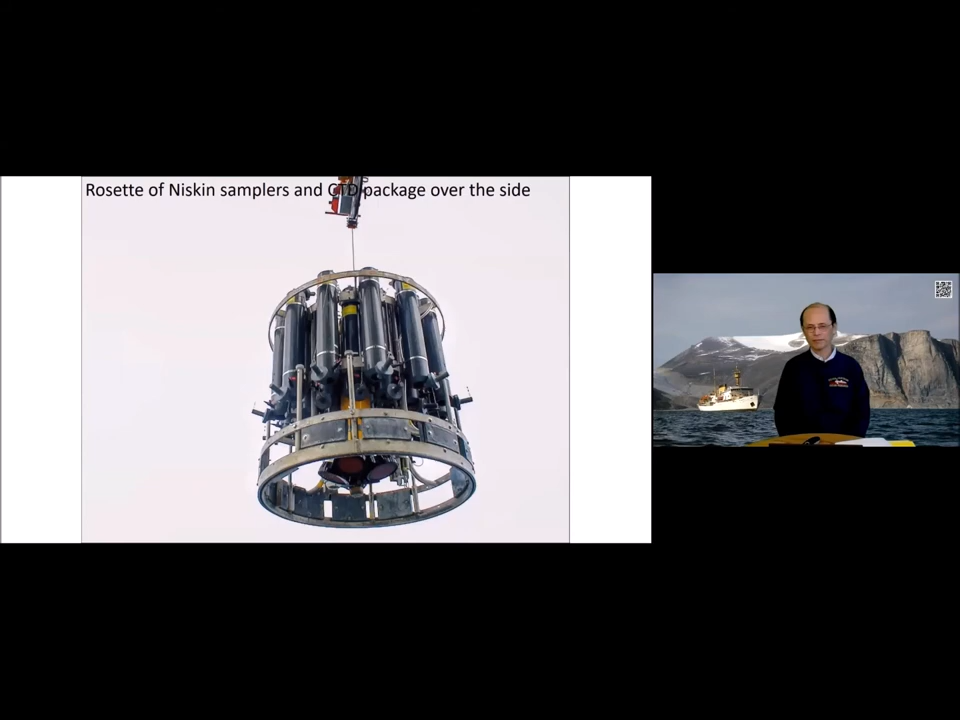 Rosette of Niskin samplers and CTD package over the side